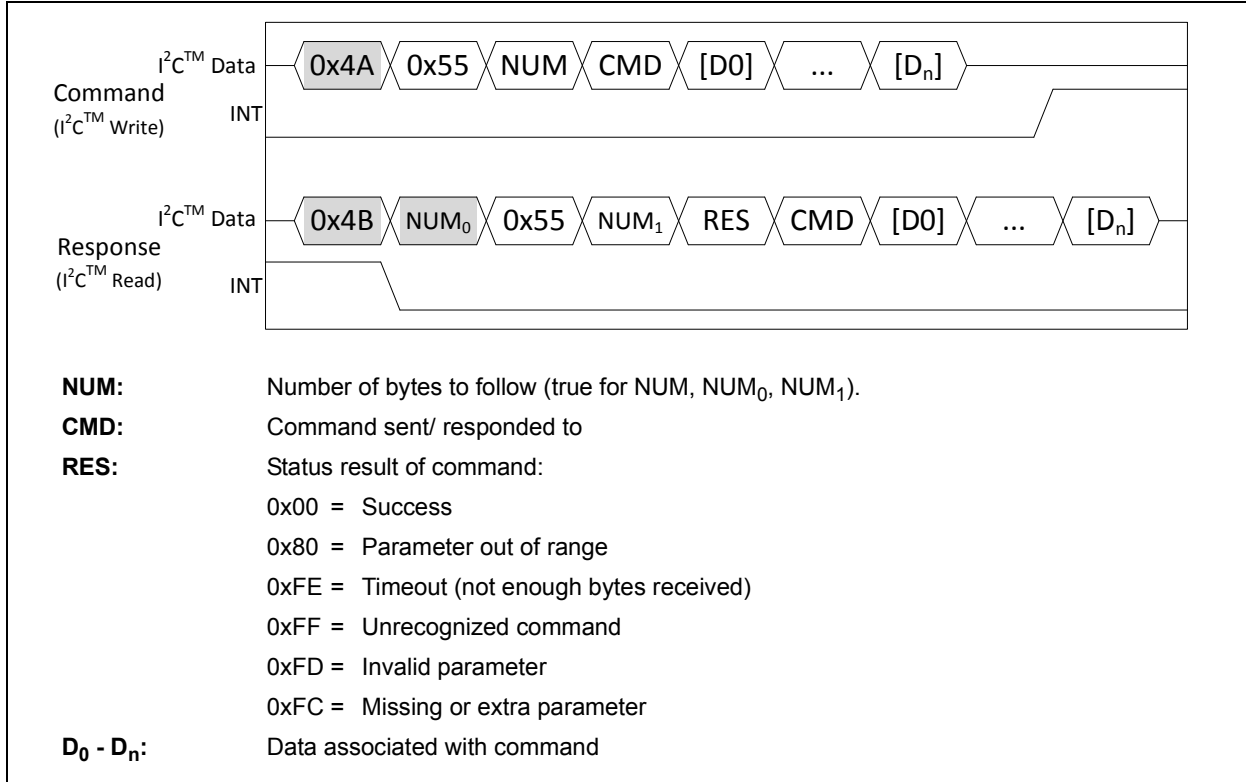 I²C™ Data 0x4A 0x55 NUM CMD [D0] ... [Dn]
Command
(I²C™ Write)
INT
I²C™ Data 0x4B NUM₀ 0x55 NUM₁ RES CMD [D0] ... [Dn]
Response
(I²C™ Read)
INT
NUM: Number of bytes to follow (true for NUM, NUM₀, NUM₁).
CMD: Command sent/ responded to
RES: Status result of command:
0x00 = Success
0x80 = Parameter out of range
0xFE = Timeout (not enough bytes received)
0xFF = Unrecognized command
0xFD = Invalid parameter
0xFC = Missing or extra parameter
D₀ - Dₙ: Data associated with command